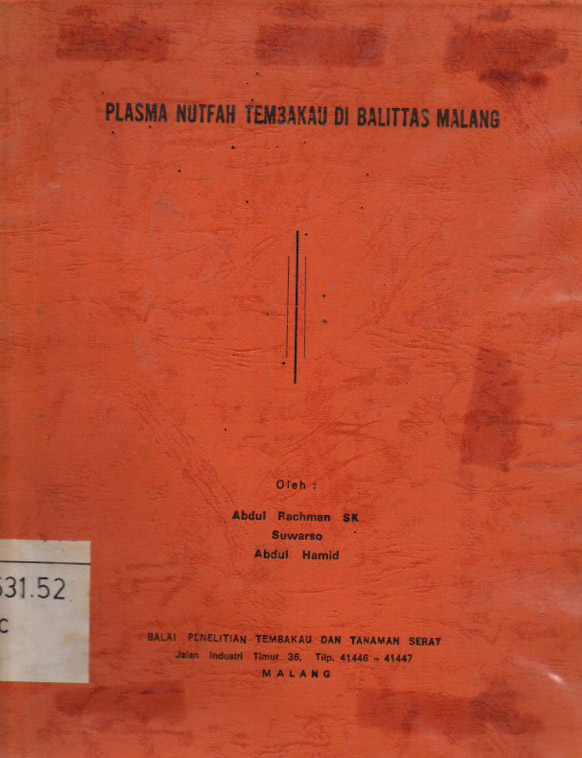 PLASMA NUTFAH TEMBAKAU DI BALITTAS MALANG
Oleh :
Abdul Rachman SK
Suwarso
Abdul Hamid
631.52
C
BALAI PENELITIAN TEMBAKAU DAN TANAMAN SERAT
Jalan Industri Timur 36, Tilp. 41446 – 41447
MALANG